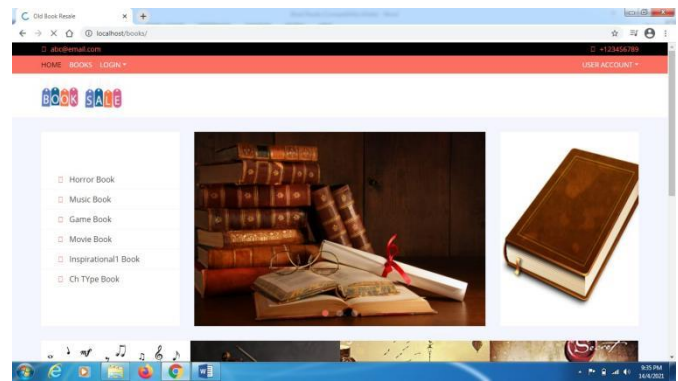 Old Book Resale
localhost/books/
abc@email.com
+123456789
HOME BOOKS LOGIN
USER ACCOUNT
BOOK SALE
Horror Book
Music Book
Game Book
Movie Book
Inspirational1 Book
Ch TYpe Book
Secret
9:35 PM
14/4/2021